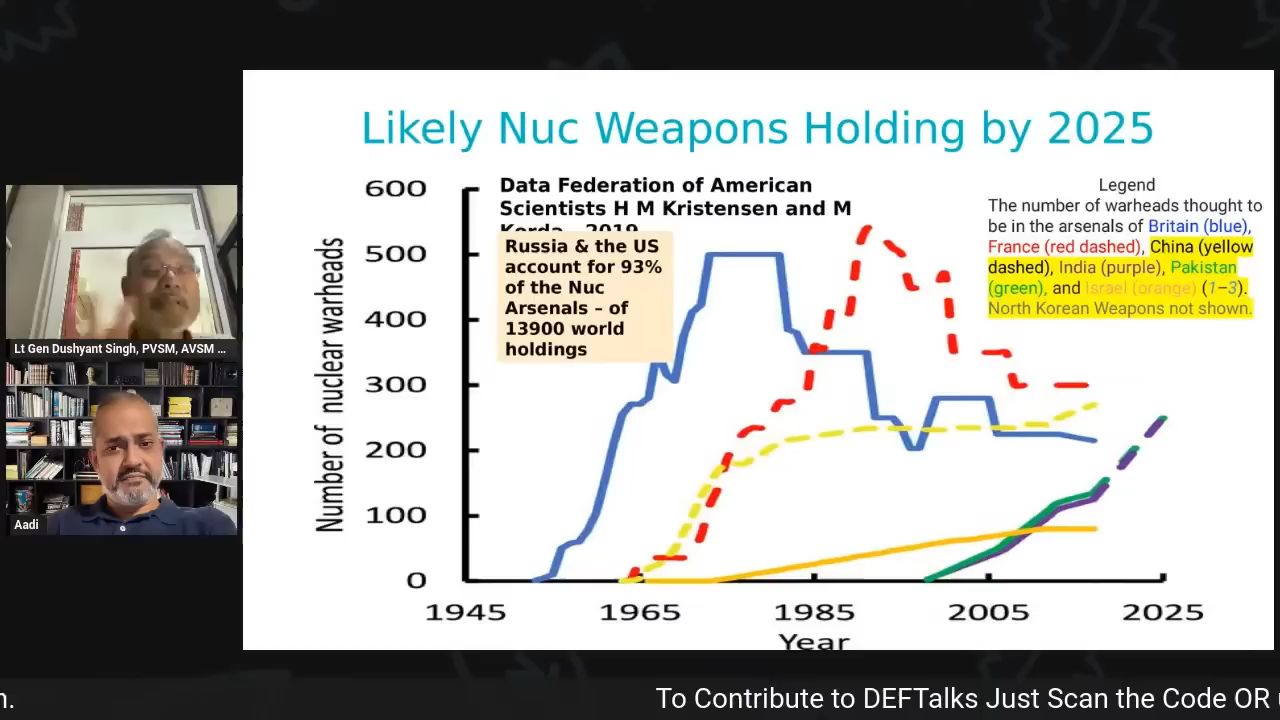 Likely Nuc Weapons Holding by 2025
Data Federation of American
Scientists H M Kristensen and M
Korda 2019
Russia & the US
account for 93%
of the Nuc
Arsenals – of
13900 world
holdings
Legend
The number of warheads thought to
be in the arsenals of Britain (blue),
France (red dashed), China (yellow
dashed), India (purple), Pakistan
(green), and Israel (orange) (1–3).
North Korean Weapons not shown.
Number of nuclear warheads
600
500
400
300
200
100
0
1945 1965 1985 2005 2025
Year
Lt Gen Dushyant Singh, PVSM, AVSM ...
Aadi
n.
To Contribute to DEFTalks Just Scan the Code OR